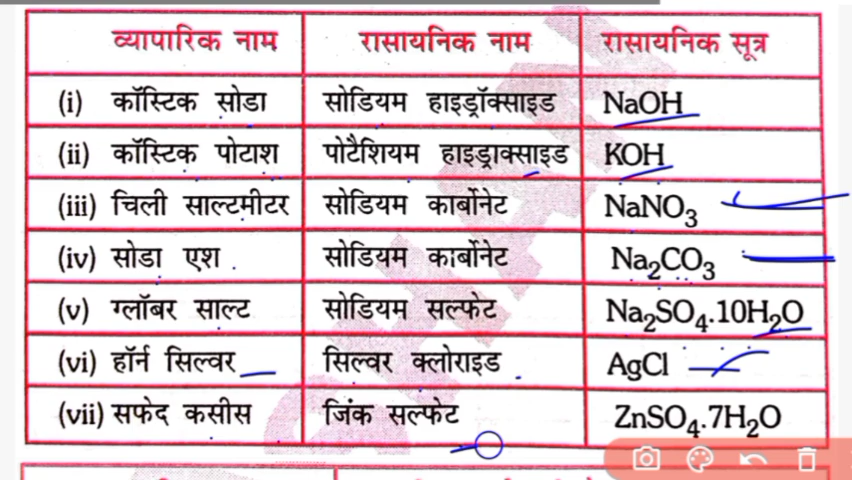 व्यापारिक नाम रासायनिक नाम रासायनिक सूत्र
(i) कॉस्टिक सोडा सोडियम हाइड्रॉक्साइड NaOH
(ii) कॉस्टिक पोटाश पोटैशियम हाइड्राक्साइड KOH
(iii) चिली साल्टमीटर सोडियम कार्बोनेट NaNO₃
(iv) सोडा एश सोडियम कार्बोनेट Na₂CO₃
(v) ग्लॉबर साल्ट सोडियम सल्फेट Na₂SO₄.10H₂O
(vi) हॉर्न सिल्वर सिल्वर क्लोराइड AgCl
(vii) सफेद कसीस जिंक सल्फेट ZnSO₄.7H₂O